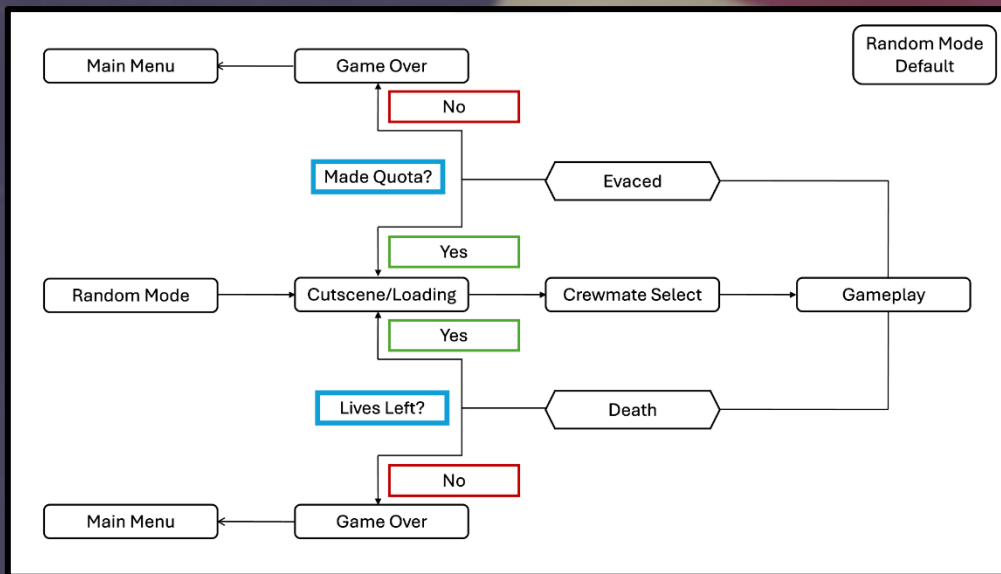 Random Mode
Default
Main Menu
Game Over
No
Made Quota?
Evaced
Yes
Random Mode
Cutscene/Loading
Crewmate Select
Gameplay
Yes
Lives Left?
Death
No
Main Menu
Game Over